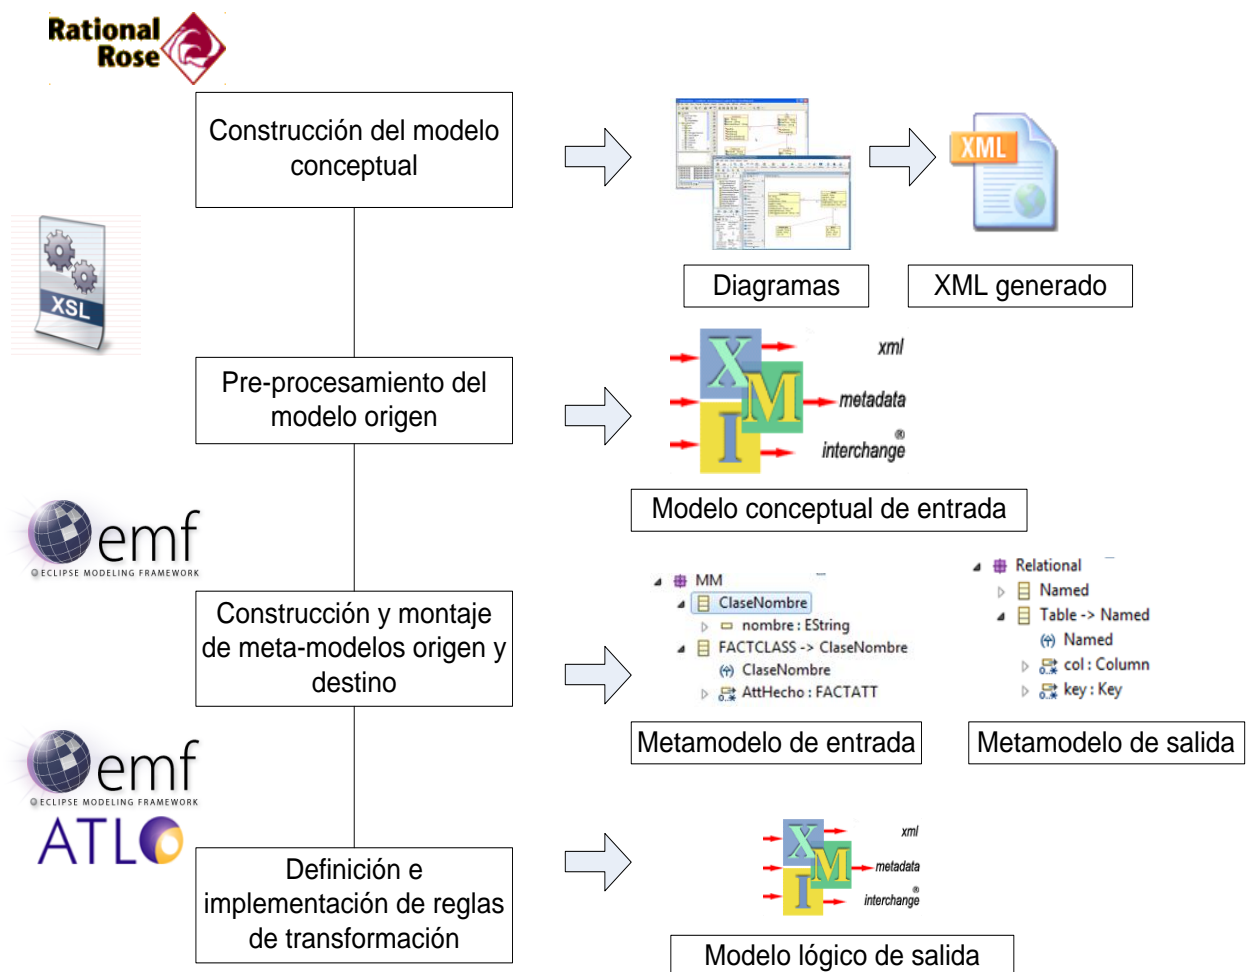 Rational
Rose
Construcción del modelo
conceptual
XML
Diagramas
XML generado
XSL
Pre-procesamiento del
modelo origen
XMI
xml
metadata
interchange®
Modelo conceptual de entrada
emf
ECLIPSE MODELING FRAMEWORK
Construcción y montaje
de meta-modelos origen y
destino
MM
ClaseNombre
nombre : EString
FACTCLASS -> ClaseNombre
ClaseNombre
AttHecho : FACTATT
Metamodelo de entrada
Relational
Named
Table -> Named
Named
col : Column
key : Key
Metamodelo de salida
emf
ECLIPSE MODELING FRAMEWORK
ATL
Definición e
implementación de reglas
de transformación
XMI
xml
metadata
interchange®
Modelo lógico de salida